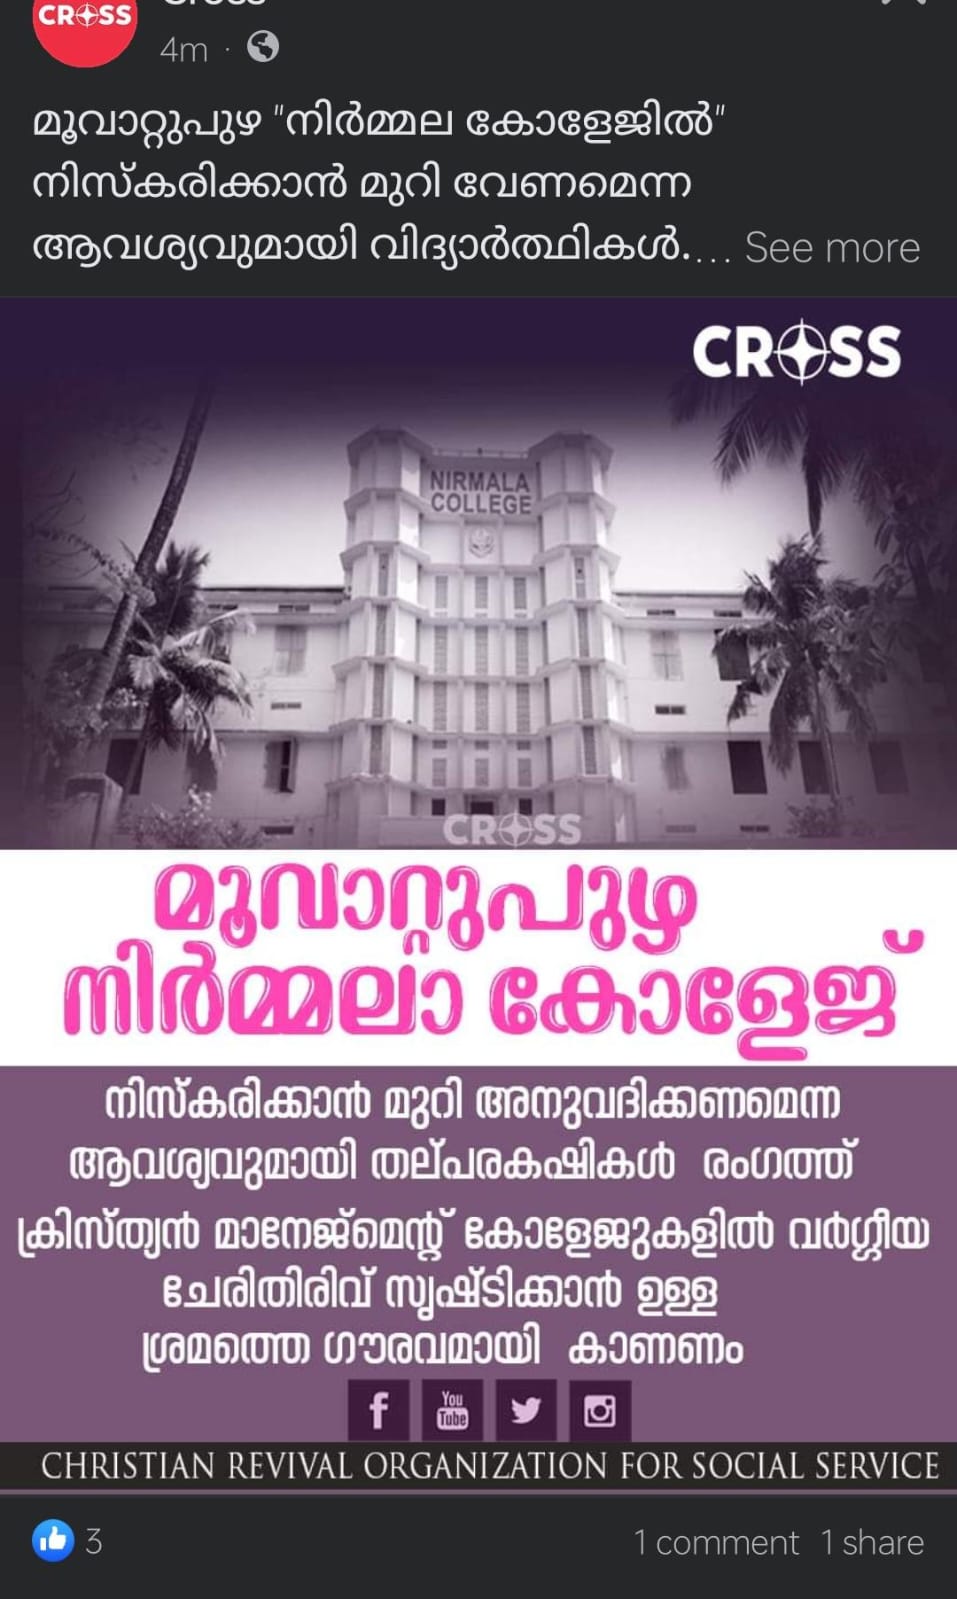 CROSS
4m ·
മൂവാറ്റുപുഴ "നിർമ്മല കോളേജിൽ"
നിസ്കരിക്കാൻ മുറി വേണമെന്ന
ആവശ്യവുമായി വിദ്യാർത്ഥികൾ.... See more
CROSS
NIRMALA
COLLEGE
CROSS
മൂവാറ്റുപുഴ
നിർമ്മലാ കോളേജ്
നിസ്കരിക്കാൻ മുറി അനുവദിക്കണമെന്ന
ആവശ്യവുമായി തല്പരകഷികൾ രംഗത്ത്
ക്രിസ്ത്യൻ മാനേജ്മെന്റ് കോളേജുകളിൽ വർഗ്ഗീയ
ചേരിതിരിവ് സൃഷ്ടിക്കാൻ ഉള്ള
ശ്രമത്തെ ഗൗരവമായി കാണണം
f
You
Tube
CHRISTIAN REVIVAL ORGANIZATION FOR SOCIAL SERVICE
3
1 comment 1 share